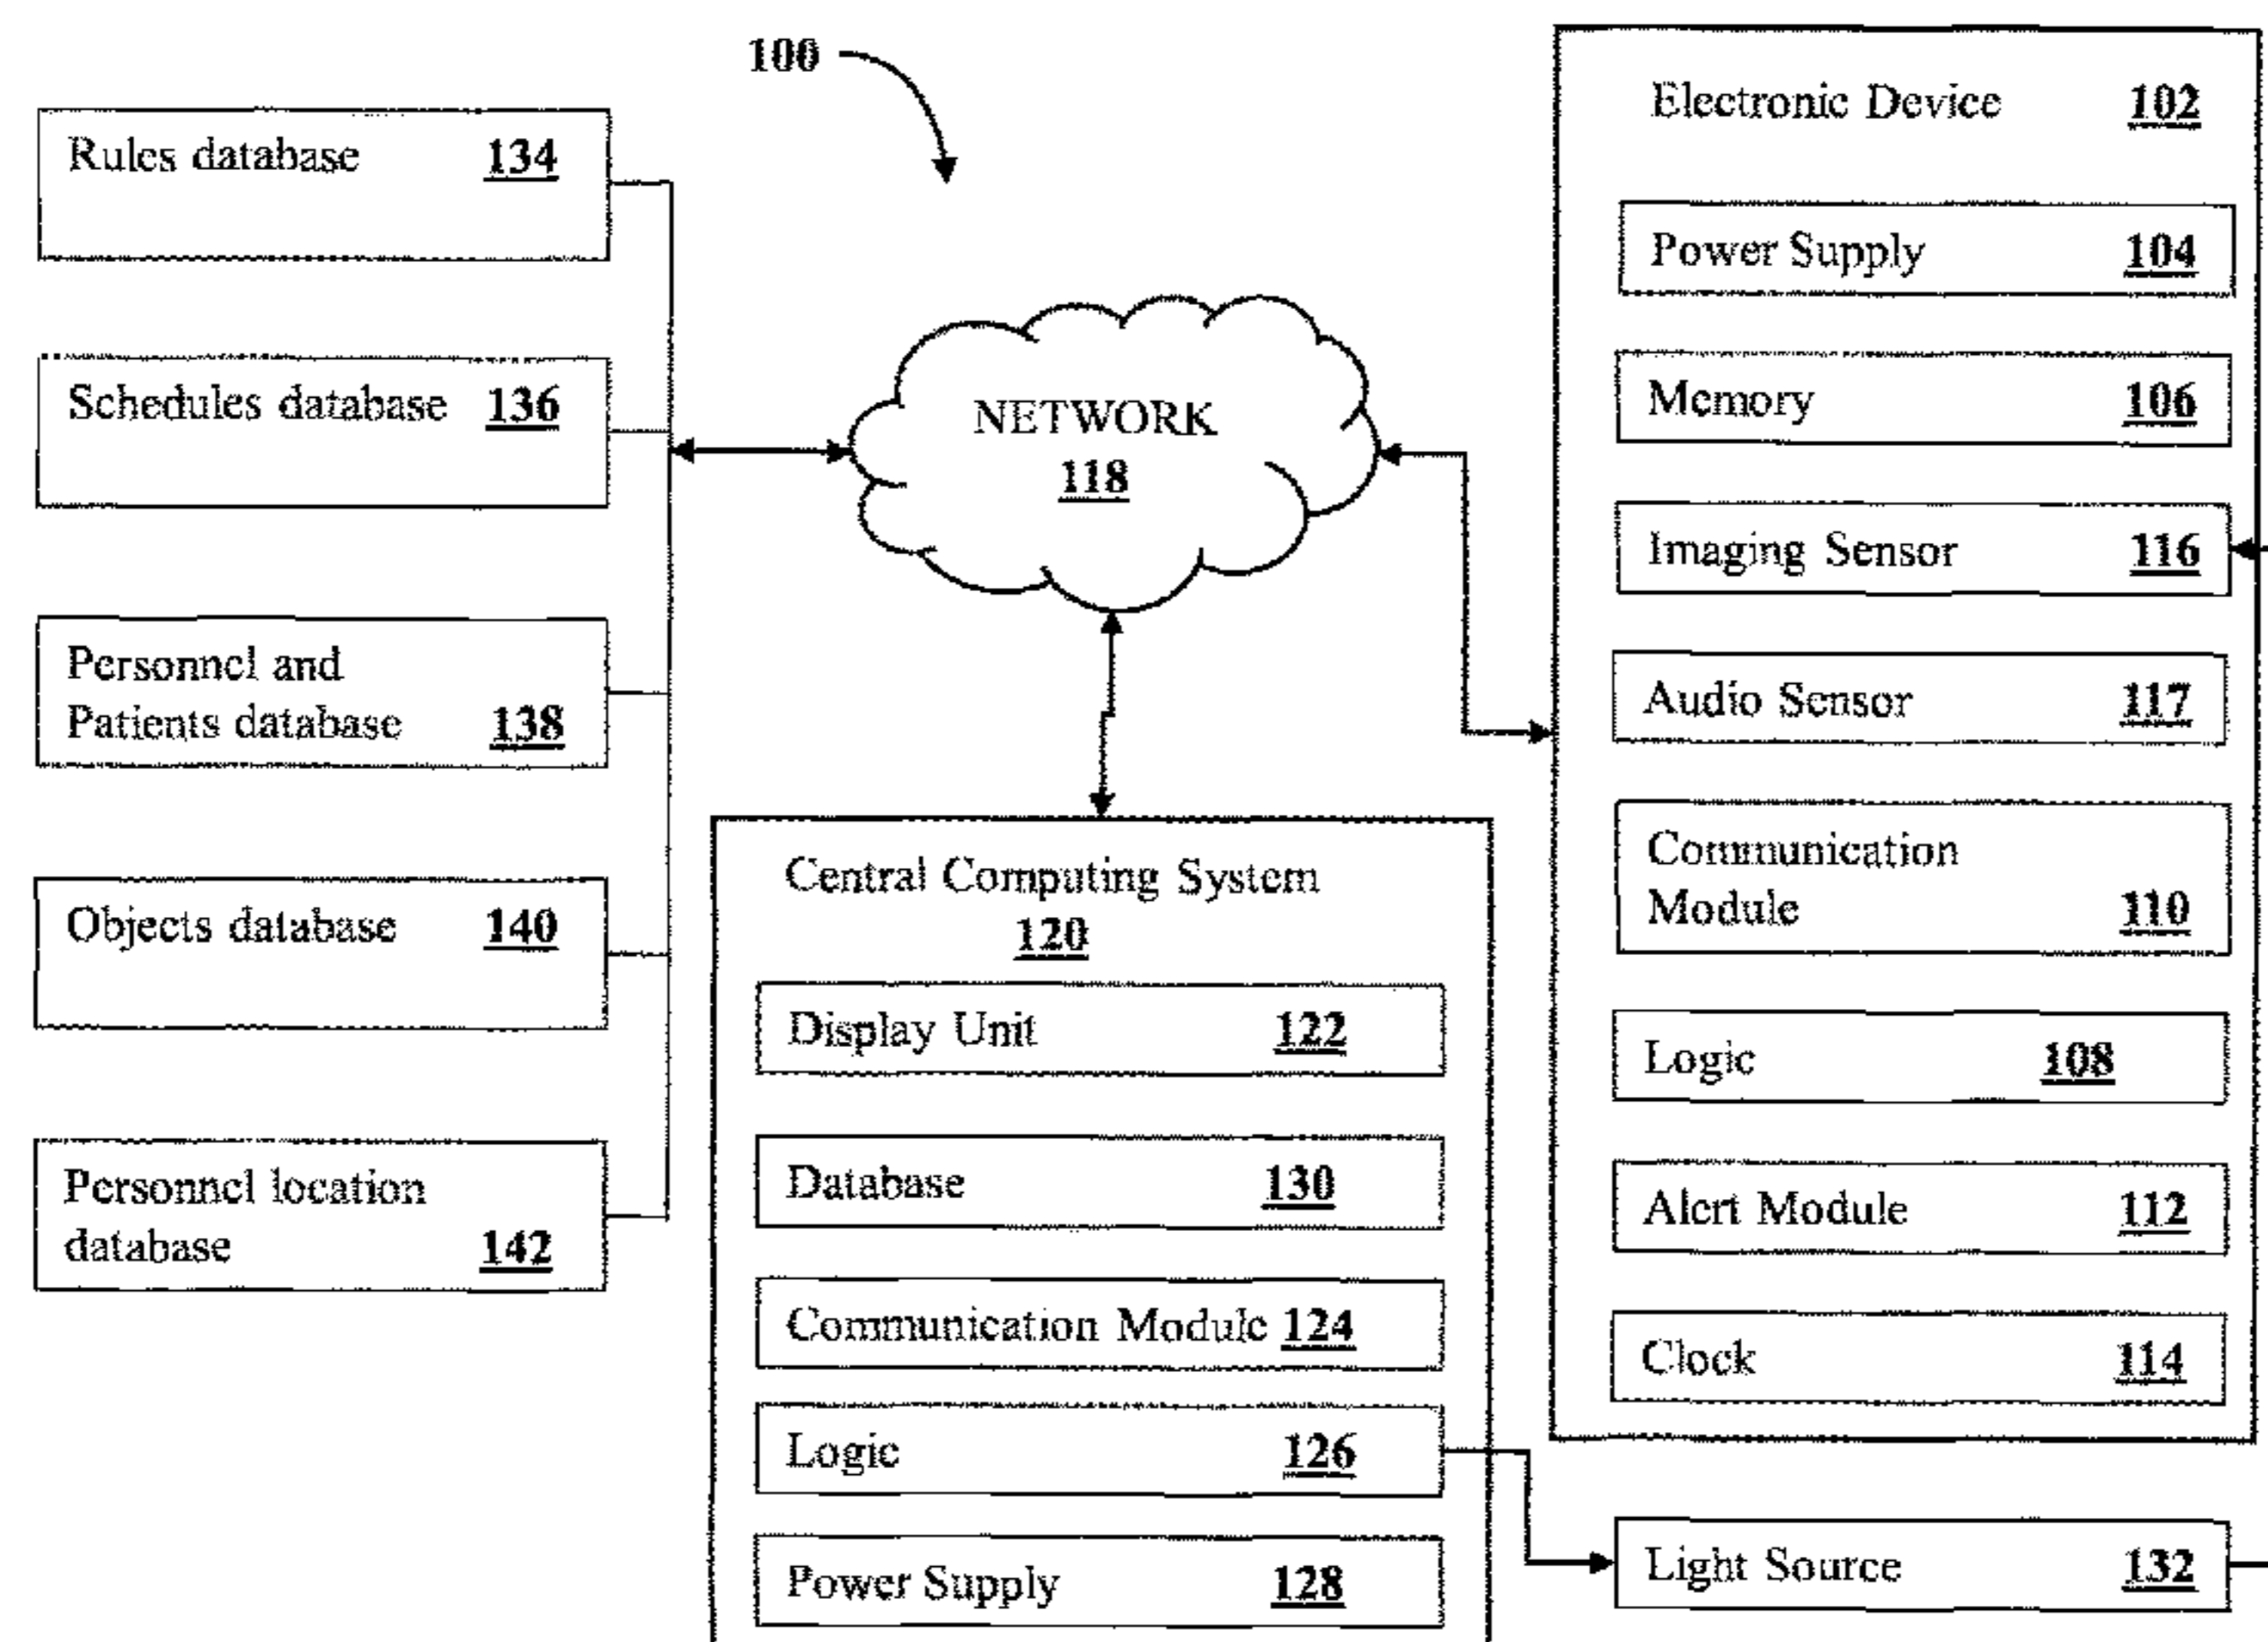 100
Rules database 134
Schedules database 136
Personnel and
Patients database 138
Objects database 140
Personnel location
database 142
NETWORK
118
Central Computing System
120
Display Unit 122
Database 130
Communication Module 124
Logic 126
Power Supply 128
Electronic Device 102
Power Supply 104
Memory 106
Imaging Sensor 116
Audio Sensor 117
Communication
Module 110
Logic 108
Alert Module 112
Clock 114
Light Source 132